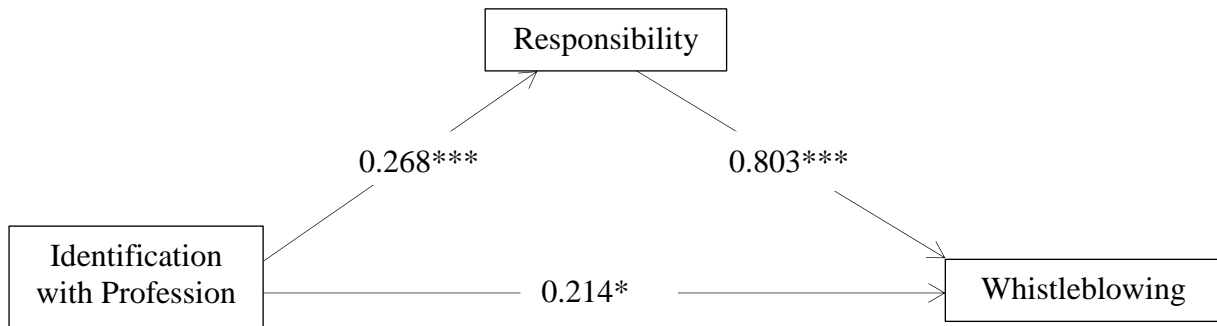 Responsibility
0.268***
0.803***
Identification
with Profession
0.214*
Whistleblowing